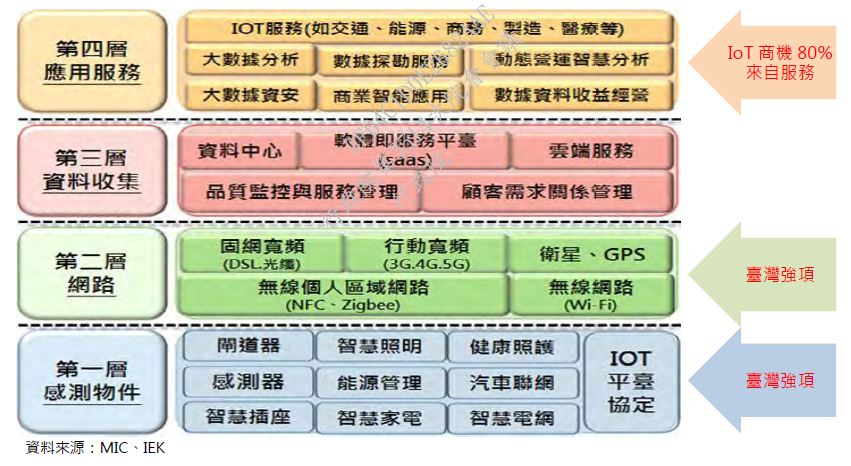 第四層
應用服務
IOT服務(如交通、能源、商務、製造、醫療等)
大數據分析
數據探勘服務
動態營運智慧分析
大數據資安
商業智能應用
數據資料收益經營
IoT 商機 80%
來自服務
第三層
資料收集
資料中心
軟體即服務平臺
(saas)
雲端服務
品質監控與服務管理
顧客需求關係管理
第二層
網路
固網寬頻
(DSL.光纖)
行動寬頻
(3G.4G.5G)
衛星、GPS
無線個人區域網路
(NFC、Zigbee)
無線網路
(Wi-Fi)
臺灣強項
第一層
感測物件
閘道器
智慧照明
健康照護
感測器
能源管理
汽車聯網
智慧插座
智慧家電
智慧電網
IOT
平臺
協定
臺灣強項
資料來源：MIC、IEK